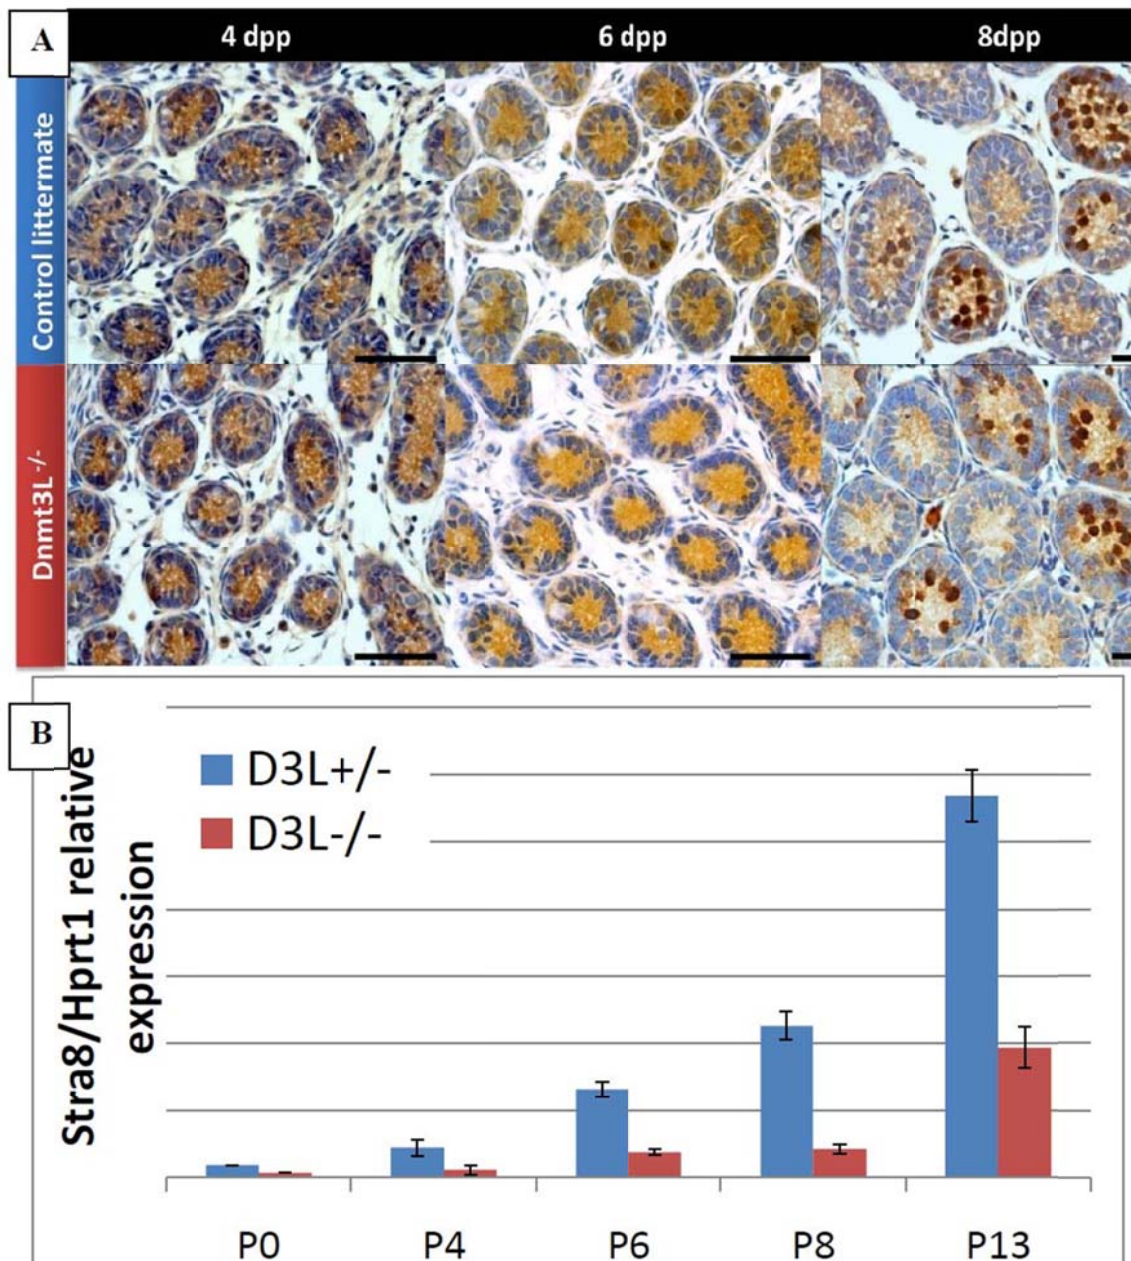 A
4 dpp
6 dpp
8dpp
Control littermate
Dnmt3L -/-
B
Stra8/Hprt1 relative
expression
D3L+/-
D3L-/-
P0
P4
P6
P8
P13